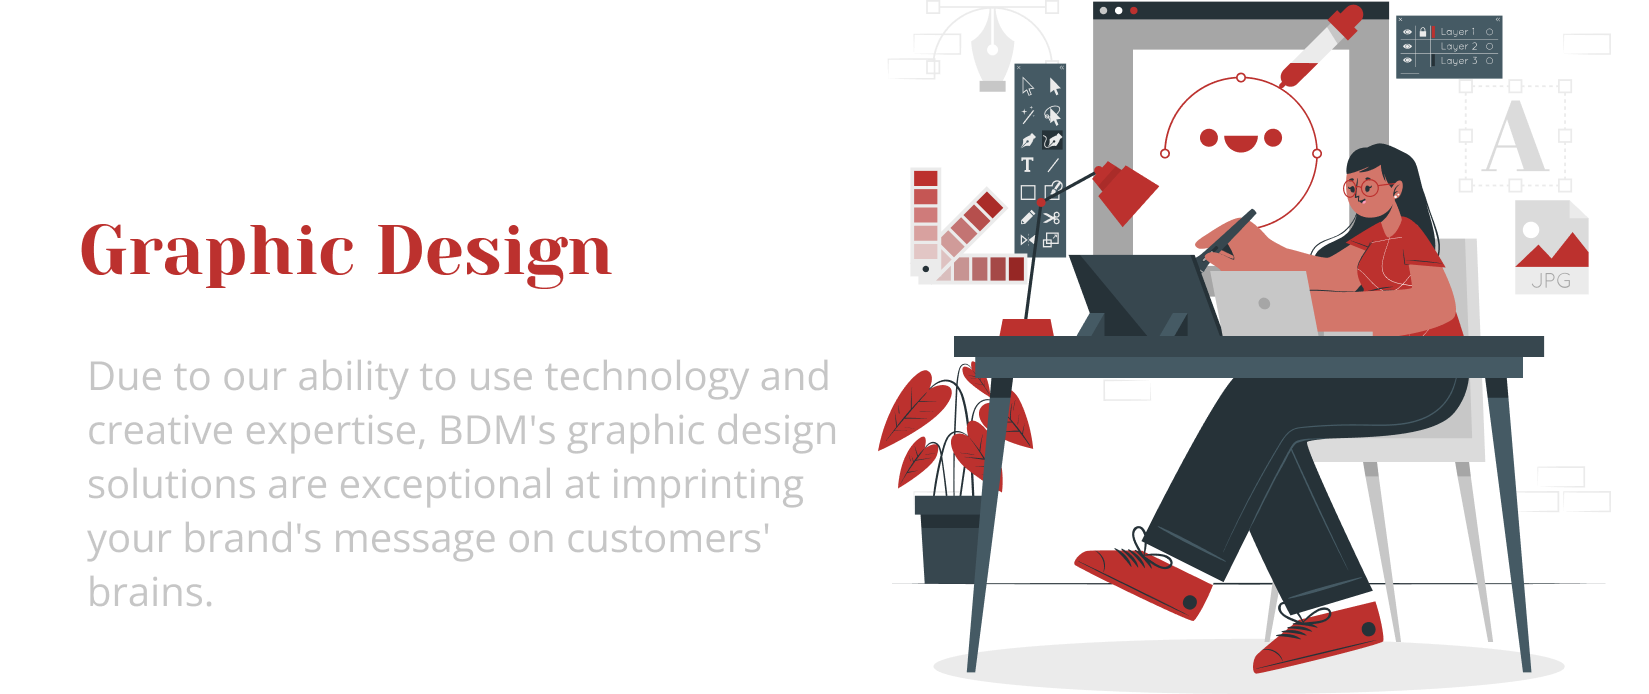 Graphic Design
Due to our ability to use technology and
creative expertise, BDM's graphic design
solutions are exceptional at imprinting
your brand's message on customers'
brains.
T
Layer 1
Layer 2
Layer 3
A
JPG